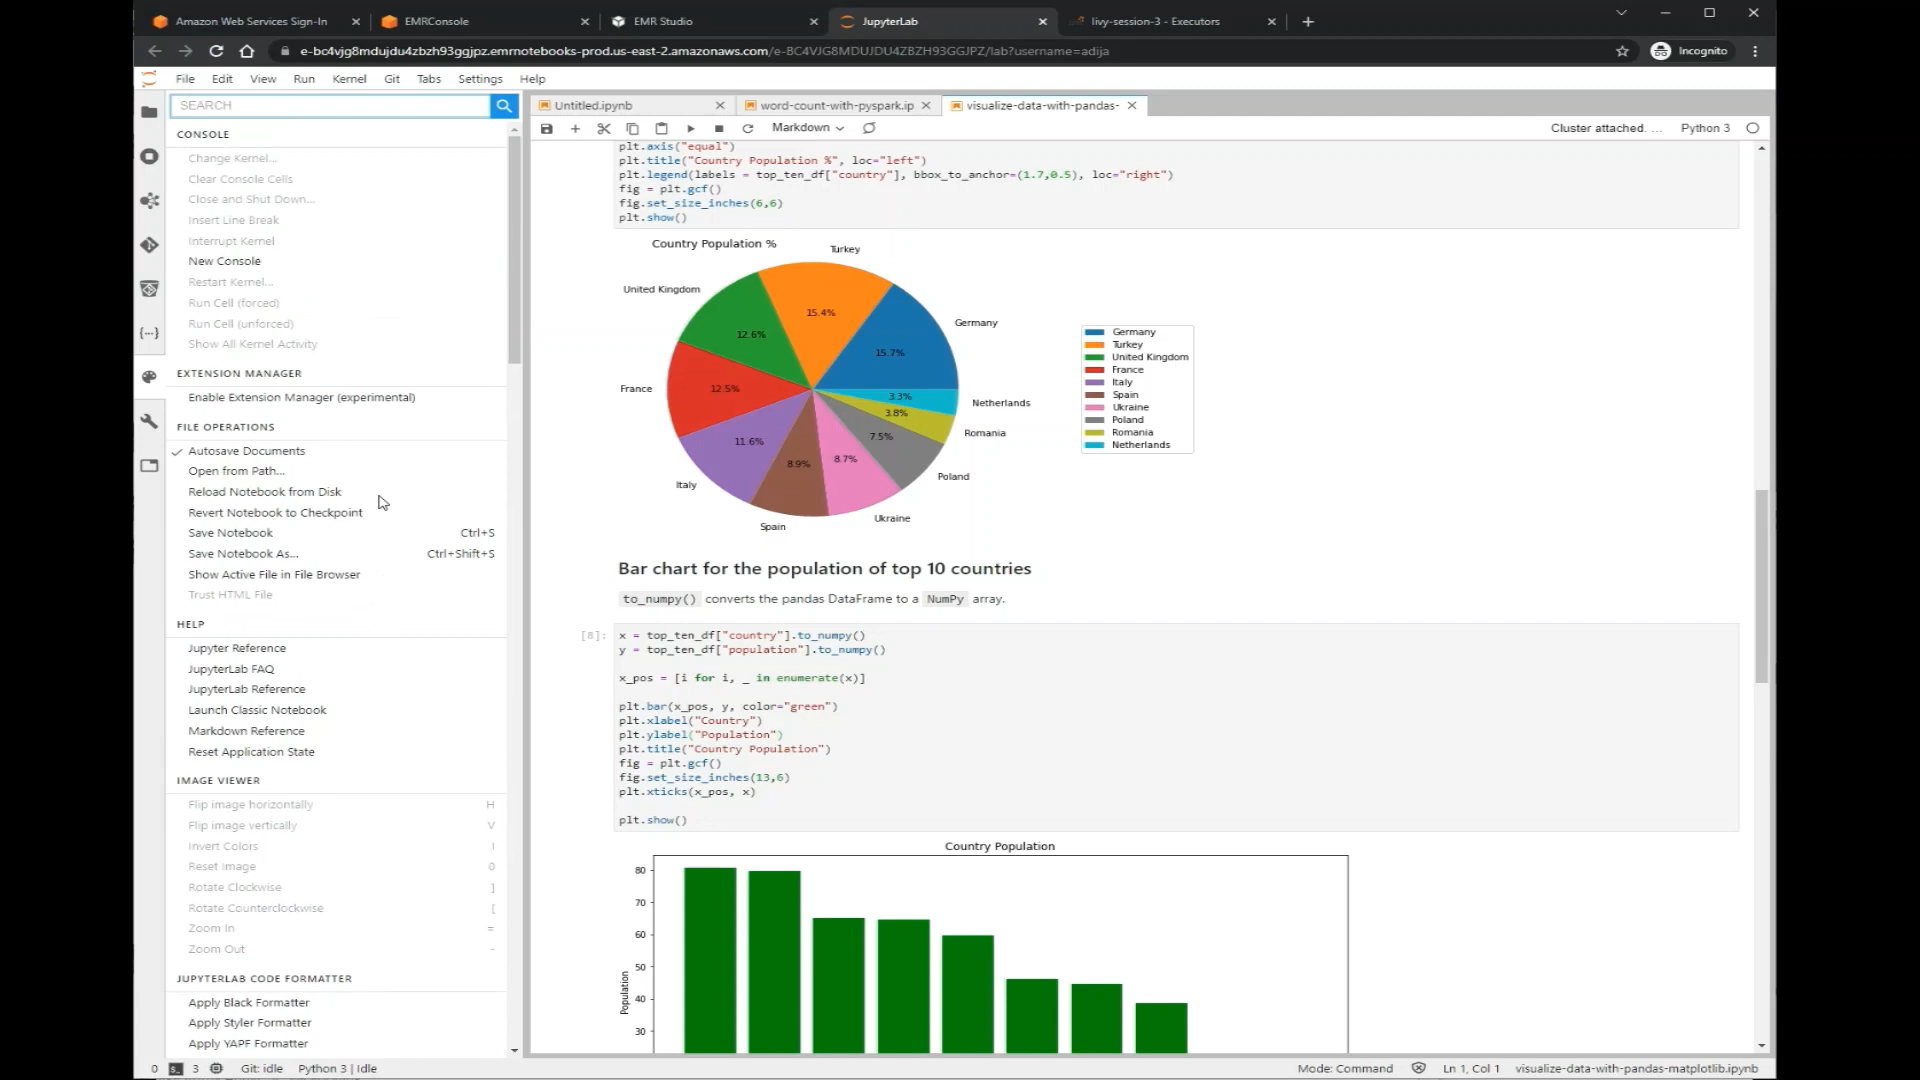 Amazon Web Services Sign-In
EMRConsole
EMR Studio
JupyterLab
livy-session-3 - Executors
e-bc4vjg8mdujdu4zbzh93ggjpz.emrnotebooks-prod.us-east-2.amazonaws.com/e-BC4VJG8MDUJDU4ZBZH93GGJPZ/lab?username=adija
Incognito
File Edit View Run Kernel Git Tabs Settings Help
SEARCH
CONSOLE
Change Kernel...
Clear Console Cells
Close and Shut Down...
Insert Line Break
Interrupt Kernel
New Console
Restart Kernel...
Run Cell (forced)
Run Cell (unforced)
Show All Kernel Activity
EXTENSION MANAGER
Enable Extension Manager (experimental)
FILE OPERATIONS
Autosave Documents
Open from Path...
Reload Notebook from Disk
Revert Notebook to Checkpoint
Save Notebook Ctrl+S
Save Notebook As... Ctrl+Shift+S
Show Active File in File Browser
Trust HTML File
HELP
Jupyter Reference
JupyterLab FAQ
JupyterLab Reference
Launch Classic Notebook
Markdown Reference
Reset Application State
IMAGE VIEWER
Flip image horizontally H
Flip image vertically V
Invert Colors I
Reset Image 0
Rotate Clockwise ]
Rotate Counterclockwise [
Zoom In =
Zoom Out -
JUPYTERLAB CODE FORMATTER
Apply Black Formatter
Apply Styler Formatter
Apply YAPF Formatter
Untitled.ipynb
word-count-with-pyspark.ip
visualize-data-with-pandas-
Markdown
Cluster attached. ...
Python 3
plt.axis("equal")
plt.title("Country Population %", loc="left")
plt.legend(labels = top_ten_df["country"], bbox_to_anchor=(1.7,0.5), loc="right")
fig = plt.gcf()
fig.set_size_inches(6,6)
plt.show()
Country Population %
Turkey
United Kingdom
Germany
France
Netherlands
Romania
Italy
Poland
Spain
Ukraine
15.4%
12.6%
15.7%
12.5%
3.3%
3.8%
11.6%
7.5%
8.9%
8.7%
Germany
Turkey
United Kingdom
France
Italy
Spain
Ukraine
Poland
Romania
Netherlands
Bar chart for the population of top 10 countries
to_numpy() converts the pandas DataFrame to a NumPy array.
[8]:
x = top_ten_df["country"].to_numpy()
y = top_ten_df["population"].to_numpy()
x_pos = [i for i, _ in enumerate(x)]
plt.bar(x_pos, y, color="green")
plt.xlabel("Country")
plt.ylabel("Population")
plt.title("Country Population")
fig = plt.gcf()
fig.set_size_inches(13,6)
plt.xticks(x_pos, x)
plt.show()
Country Population
80
70
60
50
40
30
Population
0
3
Git: idle
Python 3 | Idle
Mode: Command
Ln 1, Col 1
visualize-data-with-pandas-matplotlib.ipynb